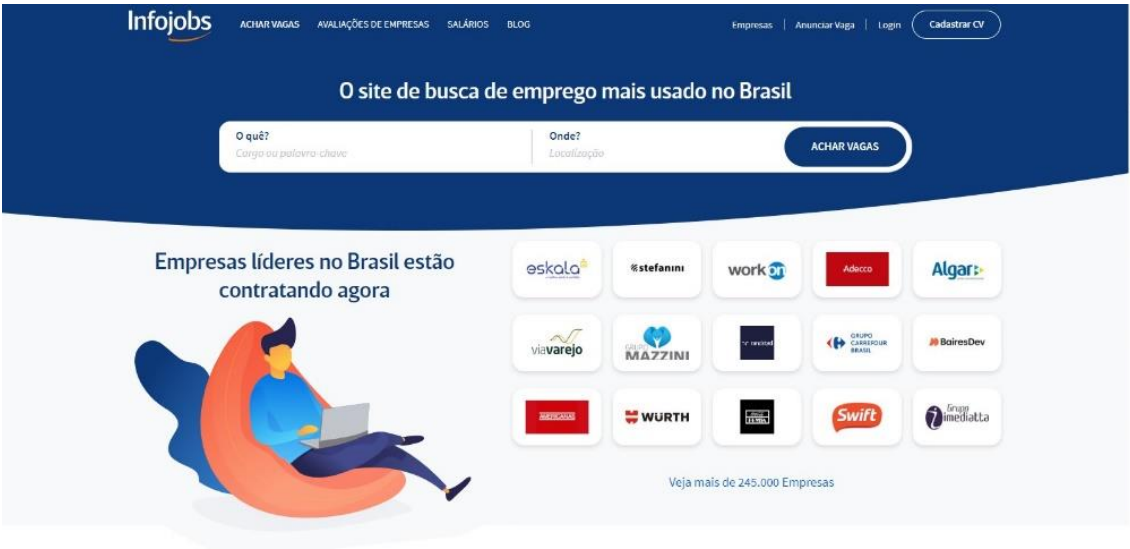 Infojobs
ACHAR VAGAS AVALIAÇÕES DE EMPRESAS SALÁRIOS BLOG
Empresas | Anunciar Vaga | Login Cadastrar CV
O site de busca de emprego mais usado no Brasil
O quê?
Cargo ou palavra-chave
Onde?
Localização
ACHAR VAGAS
Empresas líderes no Brasil estão
contratando agora
eskala
stefanini
work on
Adecco
Algar
viavarejo
GRUPO
MAZZINI
randstad
GRUPO
CARREFOUR
BRASIL
BairesDev
AMERICANAS
WÜRTH
Swift
Grupo
imediatta
Veja mais de 245.000 Empresas